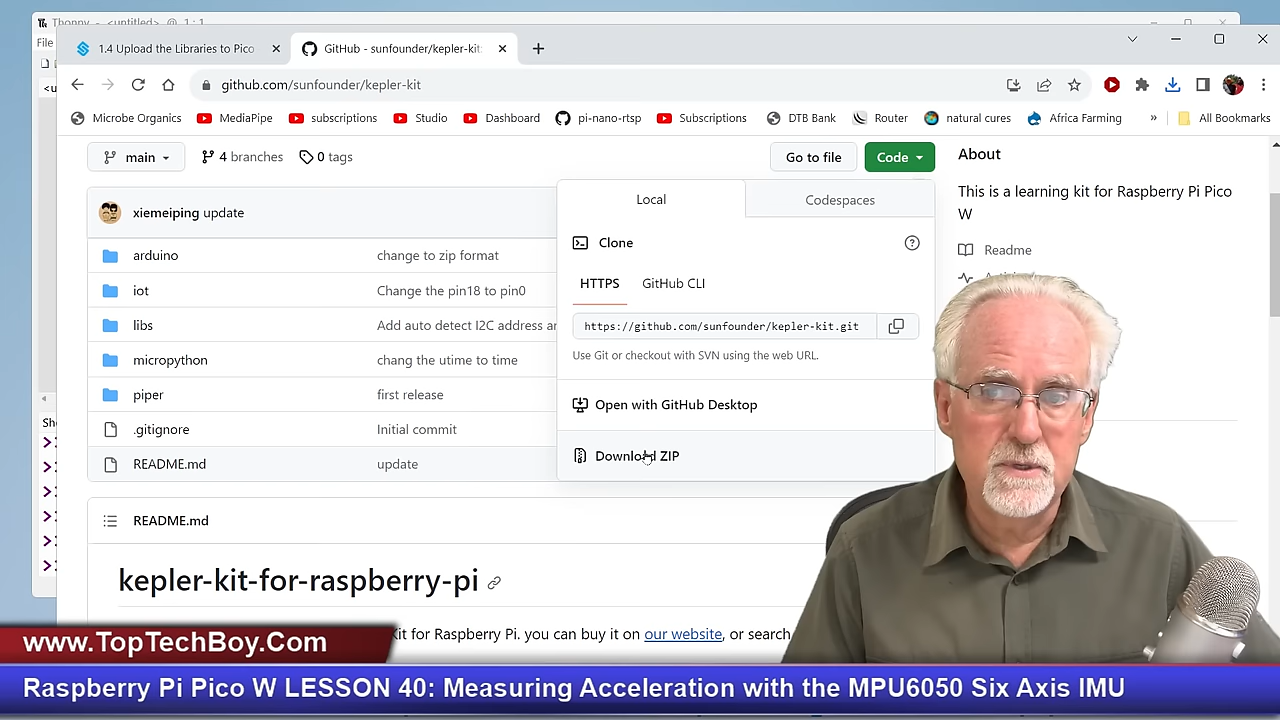 Thonny - <untitled> @ 1 : 1
File
1.4 Upload the Libraries to Pico
GitHub - sunfounder/kepler-kit:
github.com/sunfounder/kepler-kit
Microbe Organics
MediaPipe
subscriptions
Studio
Dashboard
pi-nano-rtsp
Subscriptions
DTB Bank
Router
natural cures
Africa Farming
»
All Bookmarks
main
4 branches
0 tags
Go to file
Code
About
This is a learning kit for Raspberry Pi Pico
W
Readme
xiemeiping update
arduino change to zip format
iot Change the pin18 to pin0
libs Add auto detect I2C address
micropython chang the utime to time
piper first release
.gitignore Initial commit
README.md update
Local
Codespaces
Clone
HTTPS
GitHub CLI
https://github.com/sunfounder/kepler-kit.git
Use Git or checkout with SVN using the web URL.
Open with GitHub Desktop
Download ZIP
README.md
kepler-kit-for-raspberry-pi
Kit for Raspberry Pi. you can buy it on our website, or search
www.TopTechBoy.Com
Raspberry Pi Pico W LESSON 40: Measuring Acceleration with the MPU6050 Six Axis IMU